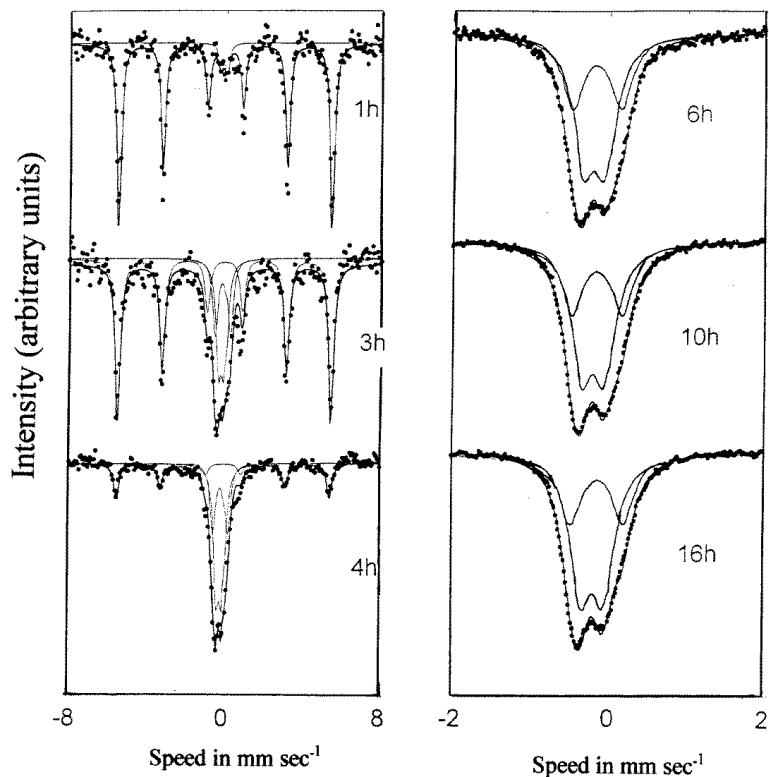 Intensity (arbitrary units)
1h
3h
4h
-8 0 8
Speed in mm sec⁻¹
6h
10h
16h
-2 0 2
Speed in mm sec⁻¹